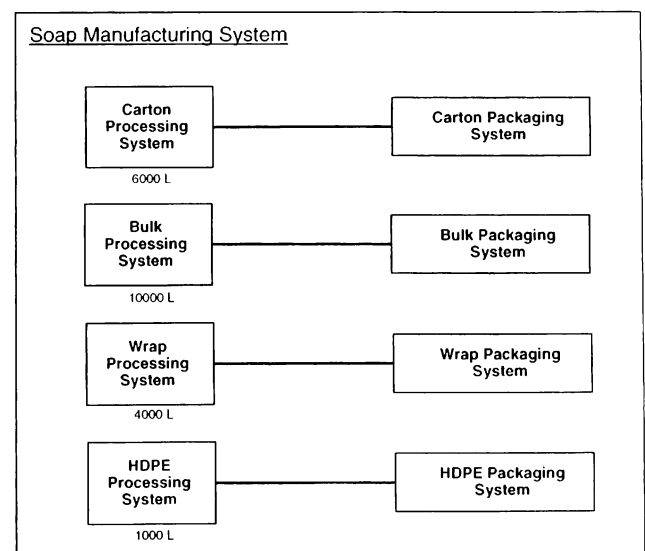 Soap Manufacturing System
Carton
Processing
System
6000 L
Carton Packaging
System
Bulk
Processing
System
10000 L
Bulk Packaging
System
Wrap
Processing
System
4000 L
Wrap Packaging
System
HDPE
Processing
System
1000 L
HDPE Packaging
System